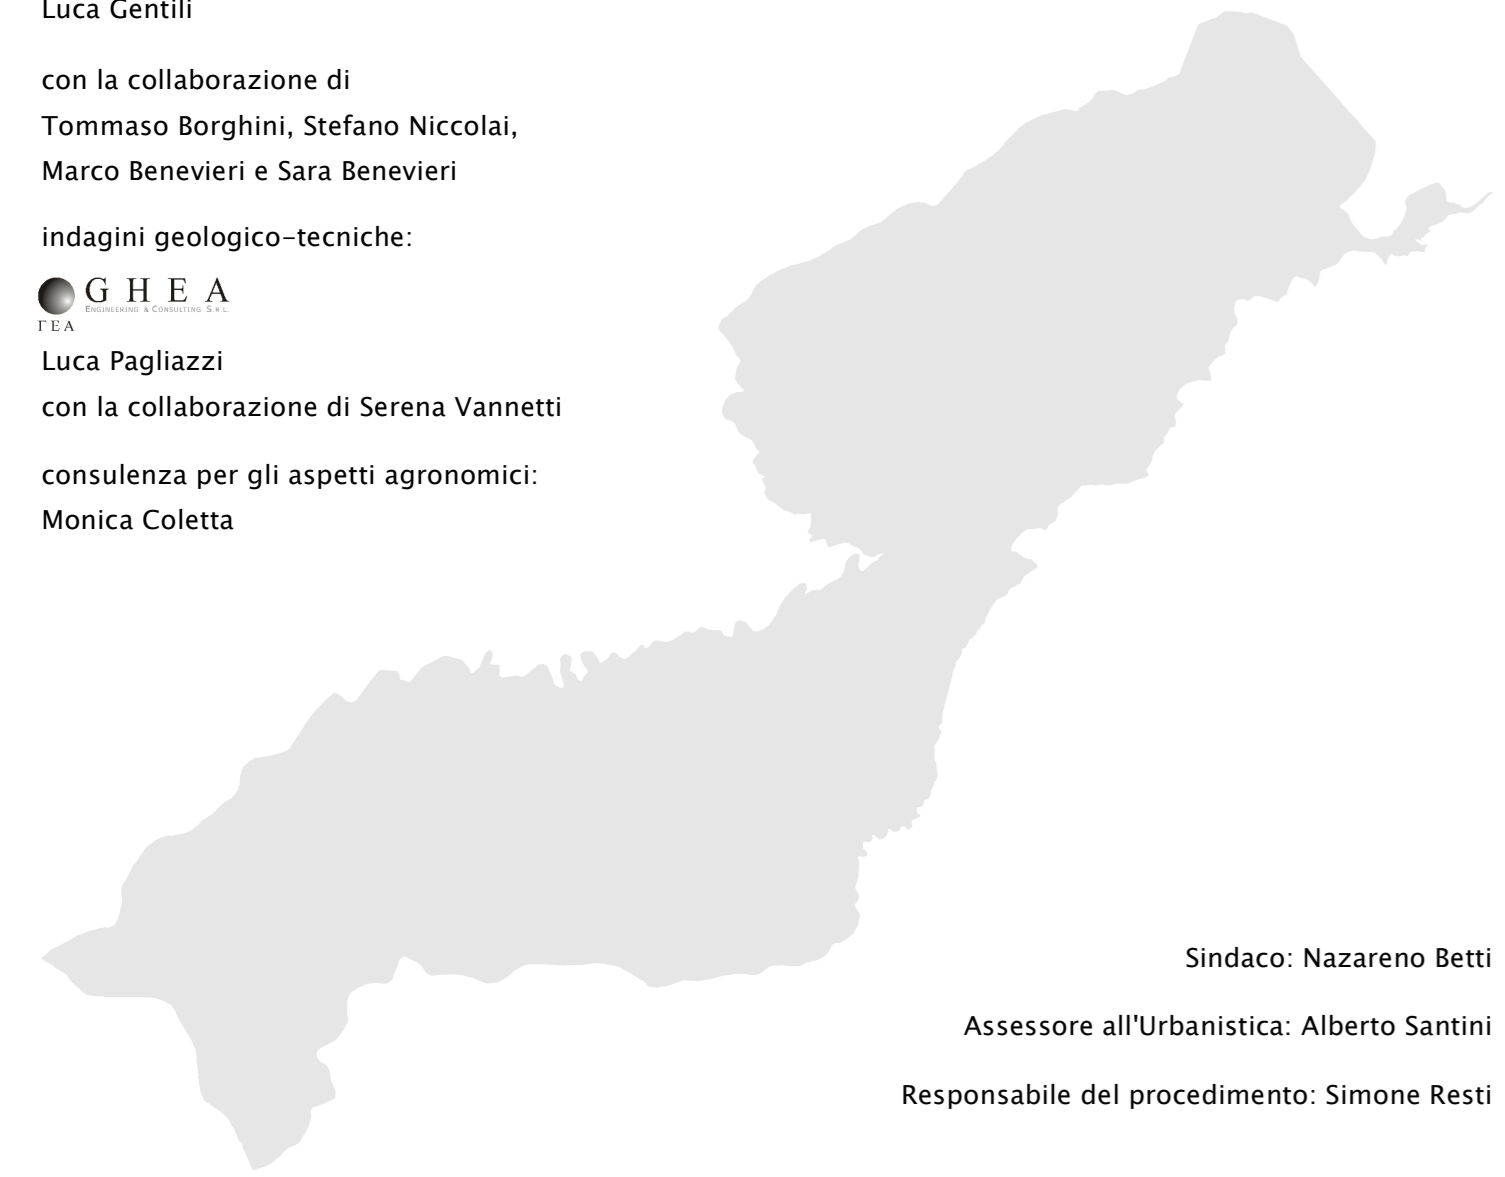 Luca Gentili
con la collaborazione di
Tommaso Borghini, Stefano Niccolai,
Marco Benevieri e Sara Benevieri
indagini geologico-tecniche:
GHEA
ENGINEERING & CONSULTING S.R.L.
ΓΕΑ
Luca Pagliazzi
con la collaborazione di Serena Vannetti
consulenza per gli aspetti agronomici:
Monica Coletta
Sindaco: Nazareno Betti
Assessore all'Urbanistica: Alberto Santini
Responsabile del procedimento: Simone Resti